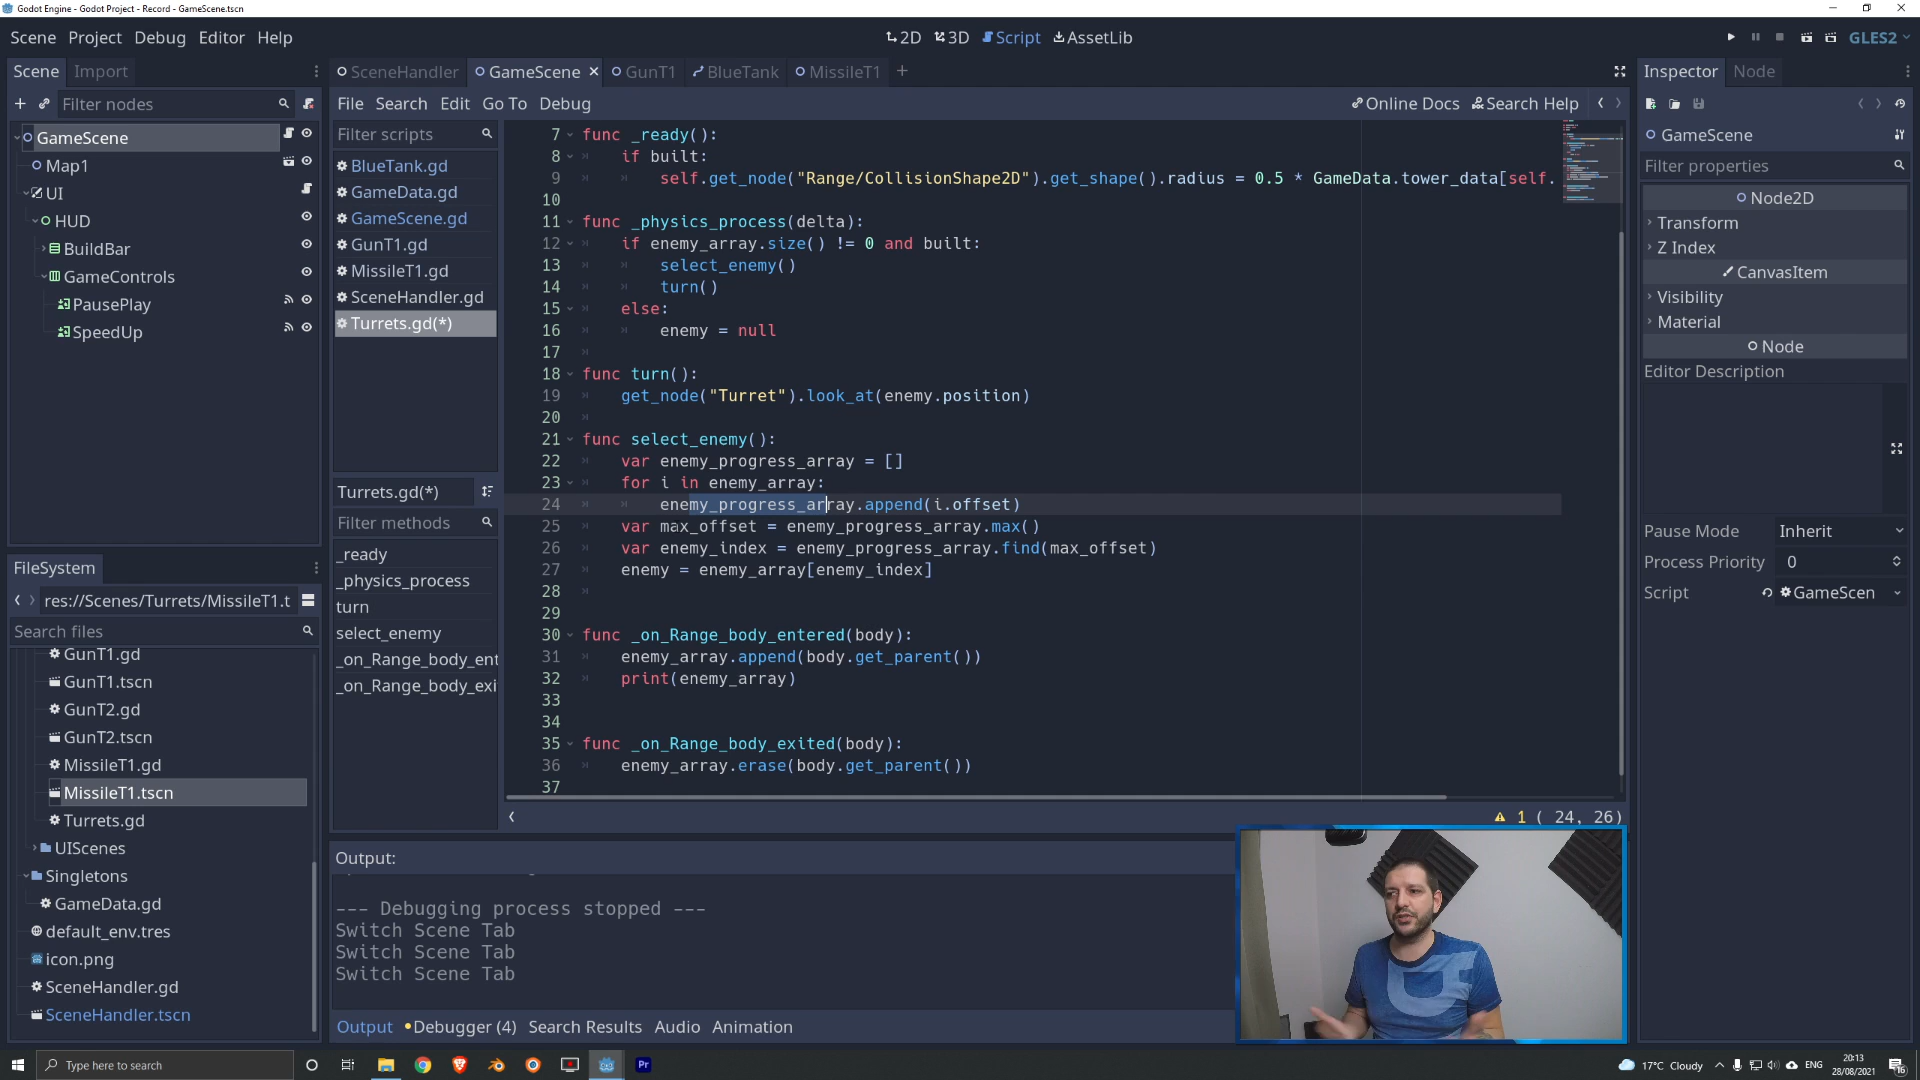 Godot Engine - Godot Project - Record - GameScene.tscn
Scene Project Debug Editor Help
2D 3D Script AssetLib
GLES2
Scene Import
Filter nodes
GameScene
Map1
UI
HUD
BuildBar
GameControls
PausePlay
SpeedUp
FileSystem
res://Scenes/Turrets/MissileT1.t
Search files
GunT1.gd
GunT1.tscn
GunT2.gd
GunT2.tscn
MissileT1.gd
MissileT1.tscn
Turrets.gd
UIScenes
Singletons
GameData.gd
default_env.tres
icon.png
SceneHandler.gd
SceneHandler.tscn
SceneHandler GameScene GunT1 BlueTank MissileT1
File Search Edit Go To Debug
Online Docs Search Help
Filter scripts
BlueTank.gd
GameData.gd
GameScene.gd
GunT1.gd
MissileT1.gd
SceneHandler.gd
Turrets.gd(*)
Turrets.gd(*)
Filter methods
_ready
_physics_process
turn
select_enemy
_on_Range_body_ent
_on_Range_body_exi
7 func _ready():
8 if built:
9 self.get_node("Range/CollisionShape2D").get_shape().radius = 0.5 * GameData.tower_data[self.
10
11 func _physics_process(delta):
12 if enemy_array.size() != 0 and built:
13 select_enemy()
14 turn()
15 else:
16 enemy = null
17
18 func turn():
19 get_node("Turret").look_at(enemy.position)
20
21 func select_enemy():
22 var enemy_progress_array = []
23 for i in enemy_array:
24 enemy_progress_array.append(i.offset)
25 var max_offset = enemy_progress_array.max()
26 var enemy_index = enemy_progress_array.find(max_offset)
27 enemy = enemy_array[enemy_index]
28
29
30 func _on_Range_body_entered(body):
31 enemy_array.append(body.get_parent())
32 print(enemy_array)
33
34
35 func _on_Range_body_exited(body):
36 enemy_array.erase(body.get_parent())
37
1 ( 24, 26)
Output:
--- Debugging process stopped ---
Switch Scene Tab
Switch Scene Tab
Switch Scene Tab
Output Debugger (4) Search Results Audio Animation
Inspector Node
GameScene
Filter properties
Node2D
Transform
Z Index
CanvasItem
Visibility
Material
Node
Editor Description
Pause Mode Inherit
Process Priority 0
Script GameScen
Type here to search
Pr
17°C Cloudy
ENG
20:13
28/08/2021
16